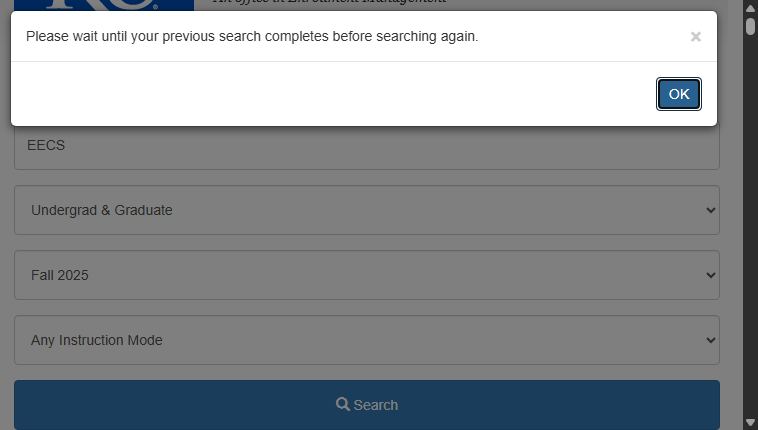 An office in Enrollment Management
Please wait until your previous search completes before searching again.
×
OK
EECS
Undergrad & Graduate
Fall 2025
Any Instruction Mode
Search